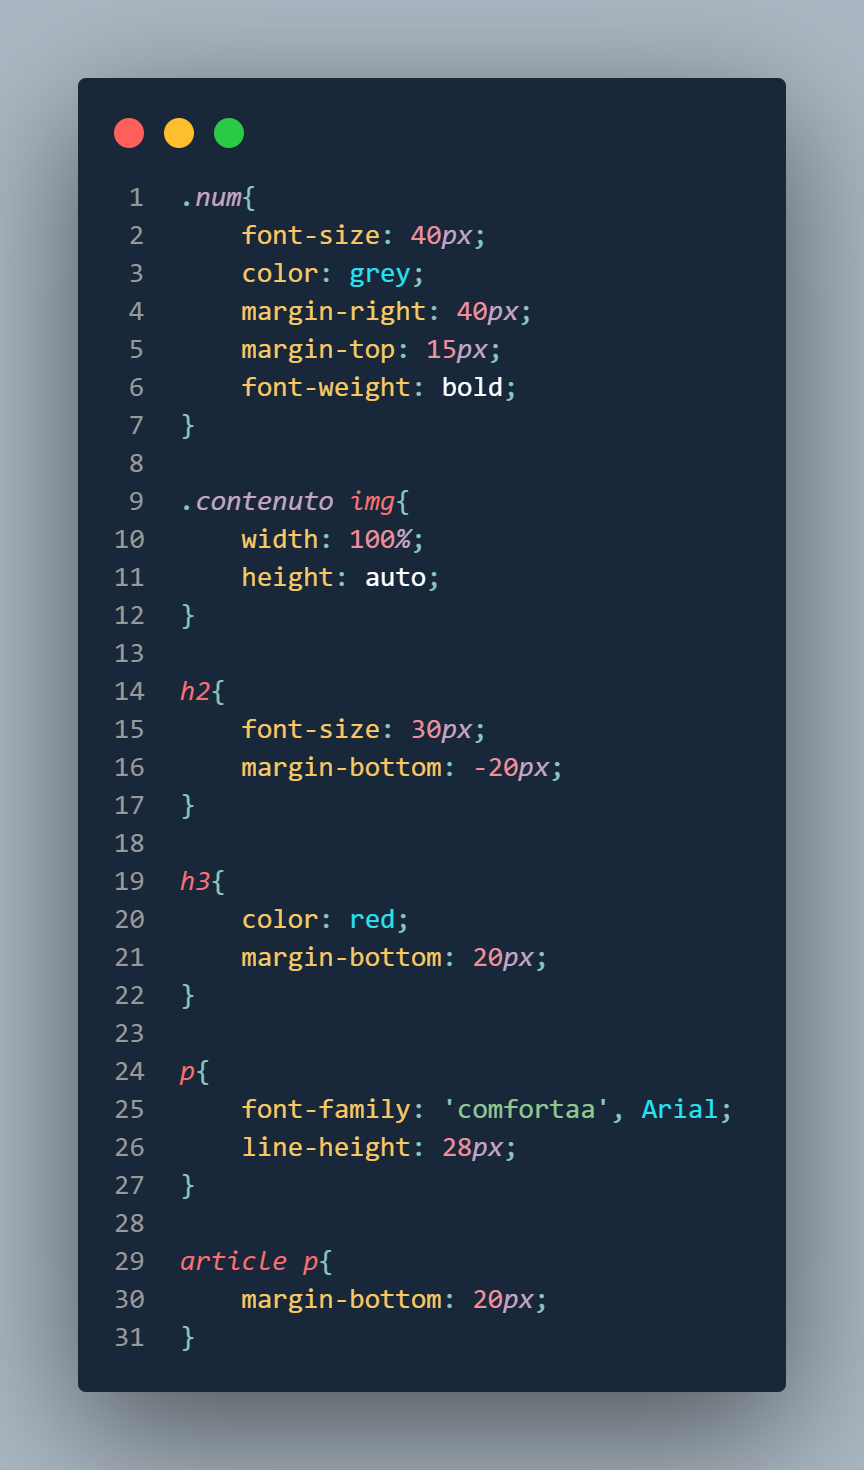 1 .num{
2     font-size: 40px;
3     color: grey;
4     margin-right: 40px;
5     margin-top: 15px;
6     font-weight: bold;
7 }
8
9 .contenuto img{
10     width: 100%;
11     height: auto;
12 }
13
14 h2{
15     font-size: 30px;
16     margin-bottom: -20px;
17 }
18
19 h3{
20     color: red;
21     margin-bottom: 20px;
22 }
23
24 p{
25     font-family: 'comfortaa', Arial;
26     line-height: 28px;
27 }
28
29 article p{
30     margin-bottom: 20px;
31 }